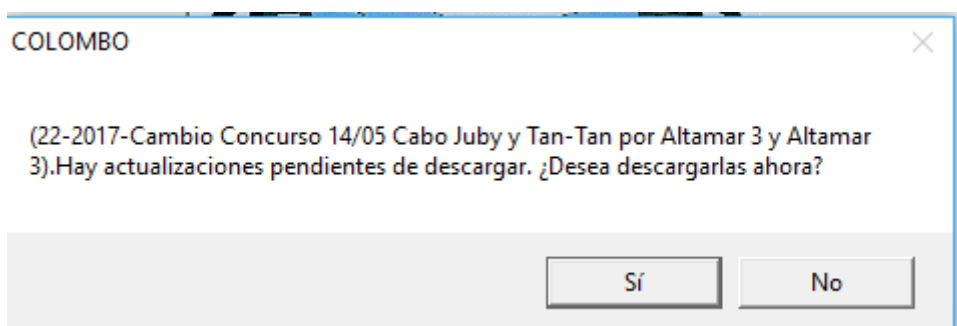 COLOMBO
(22-2017-Cambio Concurso 14/05 Cabo Juby y Tan-Tan por Altamar 3 y Altamar
3).Hay actualizaciones pendientes de descargar. ¿Desea descargarlas ahora?
Sí
No